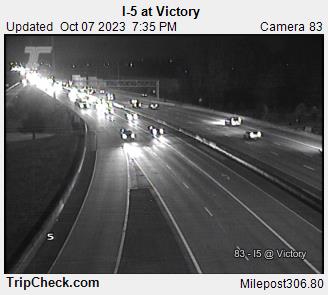 I-5 at Victory
Updated  Oct 07 2023  7:35 PM
Camera 83
S
83 - I5 @ Victory
TripCheck.com
Milepost306.80